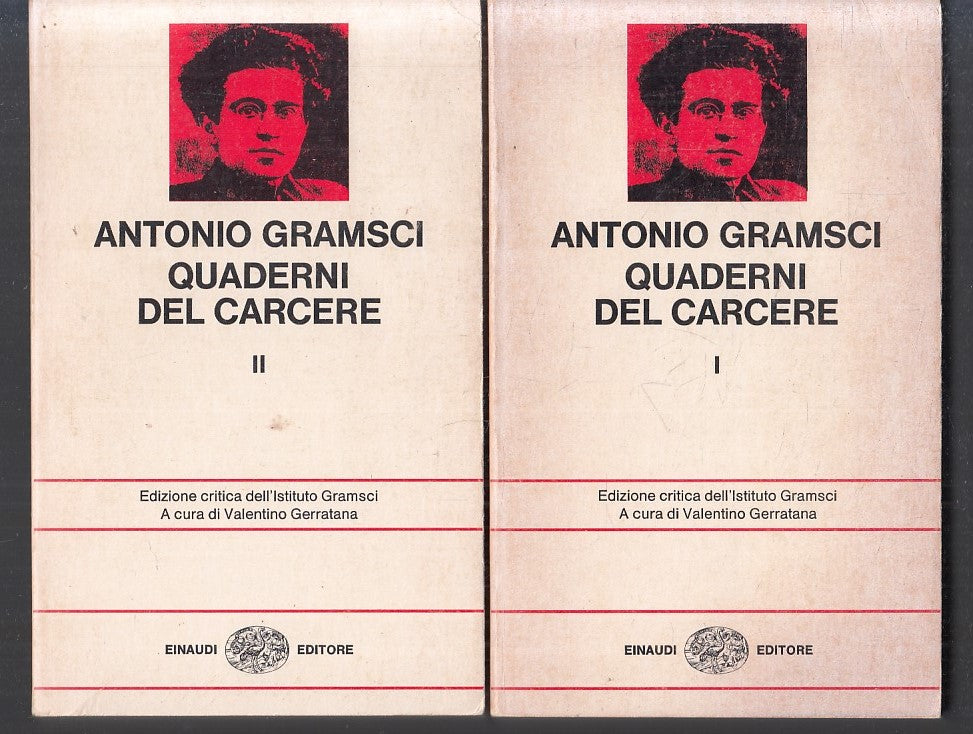 ANTONIO GRAMSCI
QUADERNI
DEL CARCERE
II
Edizione critica dell'Istituto Gramsci
A cura di Valentino Gerratana
EINAUDI EDITORE
ANTONIO GRAMSCI
QUADERNI
DEL CARCERE
I
Edizione critica dell'Istituto Gramsci
A cura di Valentino Gerratana
EINAUDI EDITORE